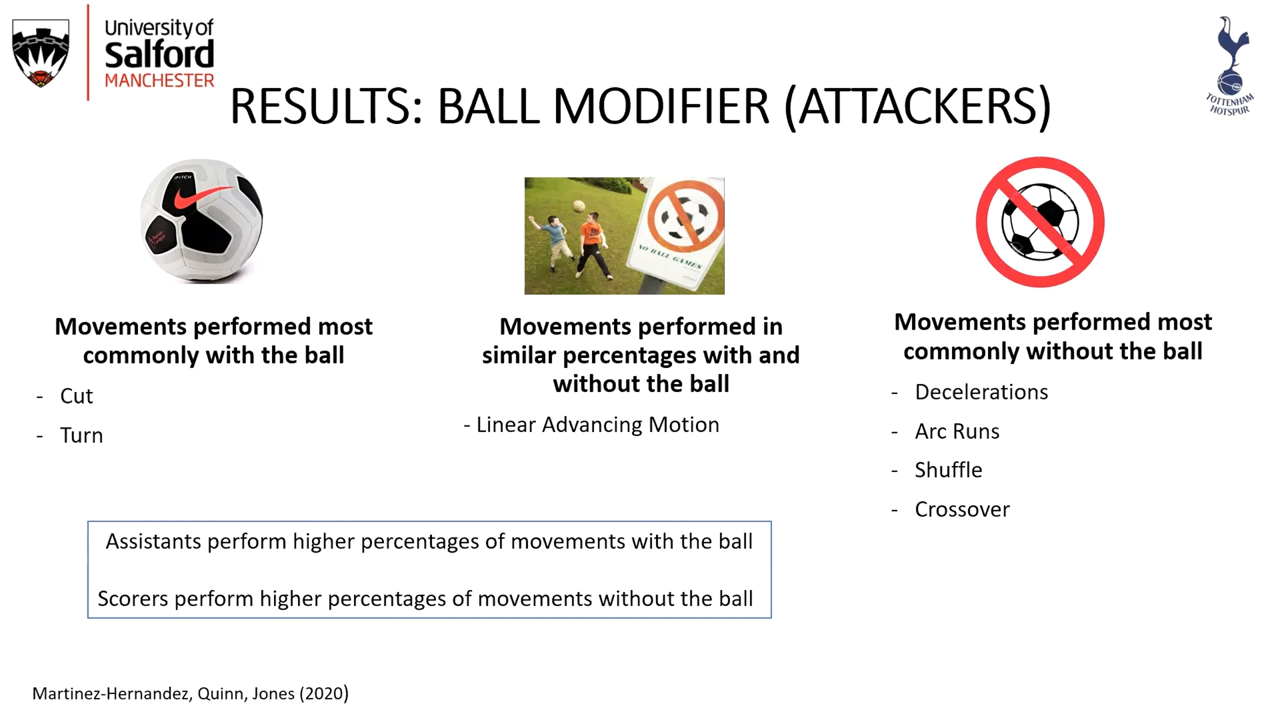 University of
Salford
MANCHESTER
TOTTENHAM
HOTSPUR
RESULTS: BALL MODIFIER (ATTACKERS)
PITCH
NO BALL GAMES
Movements performed most
commonly with the ball
- Cut
- Turn
Movements performed in
similar percentages with and
without the ball
- Linear Advancing Motion
Movements performed most
commonly without the ball
- Decelerations
- Arc Runs
- Shuffle
- Crossover
Assistants perform higher percentages of movements with the ball
Scorers perform higher percentages of movements without the ball
Martinez-Hernandez, Quinn, Jones (2020)